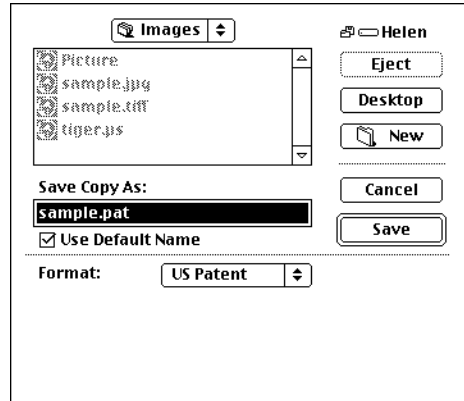 Images
Helen
Picture
sample.jpg
sample.tiff
tiger.ps
Eject
Desktop
New
Save Copy As:
sample.pat
Use Default Name
Cancel
Save
Format:
US Patent